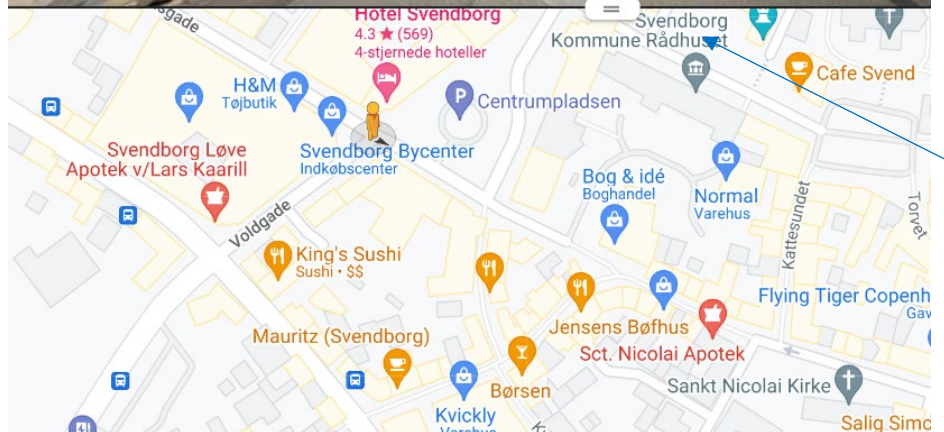 Hotel Svendborg
4.3 ★ (569)
4-stjernede hoteller
Svendborg
Kommune Rådhuset
Cafe Svend
H&M
Tøjbutik
P
Centrumpladsen
Svendborg Løve
Apotek v/Lars Kaarill
Svendborg Bycenter
Indkøbscenter
Bog & idé
Boghandel
Normal
Varehus
Kattesundet
Torvet
Voldgade
King's Sushi
Sushi • $$
Flying Tiger Copenh
Gav
Mauritz (Svendborg)
Jensens Bøfhus
Sct. Nicolai Apotek
Børsen
Sankt Nicolai Kirke
Kvickly
Varehus
Salig Simo